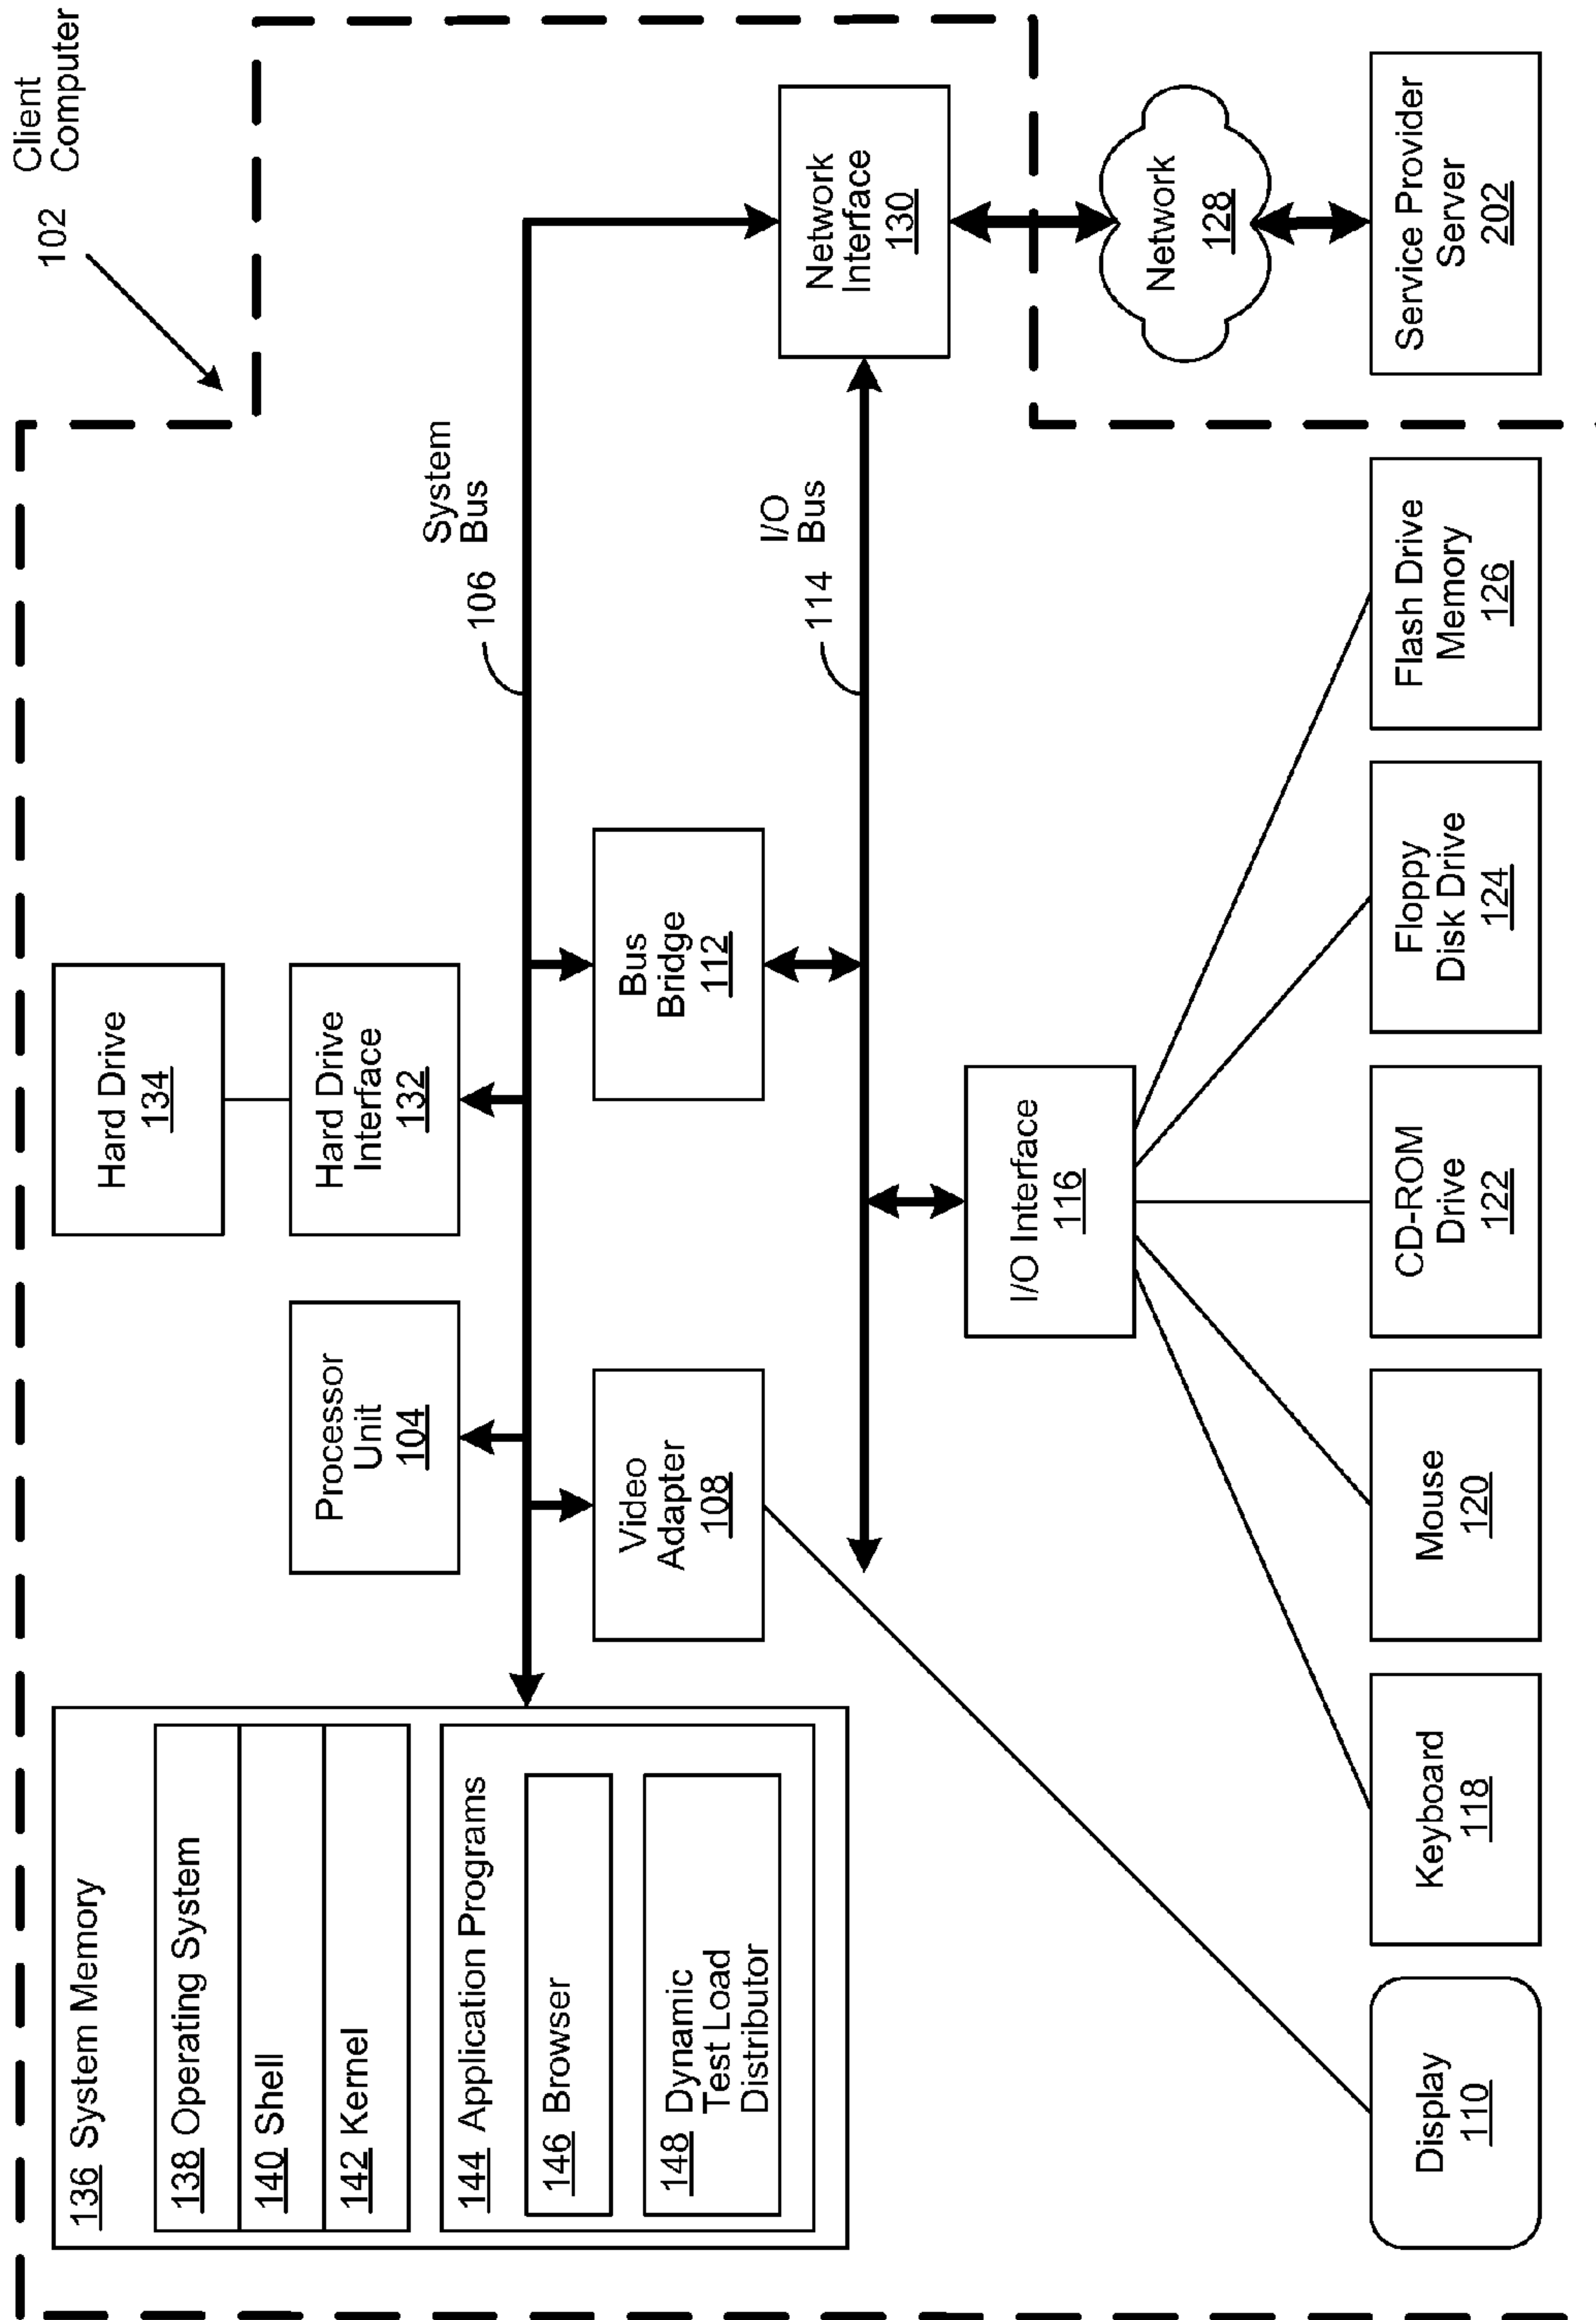 Client
Computer
102
136 System Memory
138 Operating System
140 Shell
142 Kernel
144 Application Programs
146 Browser
148 Dynamic
Test Load
Distributor
Hard Drive
134
Processor
Unit
104
Hard Drive
Interface
132
System
Bus
106
Video
Adapter
108
Bus
Bridge
112
I/O
Bus
114
Network
Interface
130
I/O Interface
116
Network
128
Display
110
Keyboard
118
Mouse
120
CD-ROM
Drive
122
Floppy
Disk Drive
124
Flash Drive
Memory
126
Service Provider
Server
202